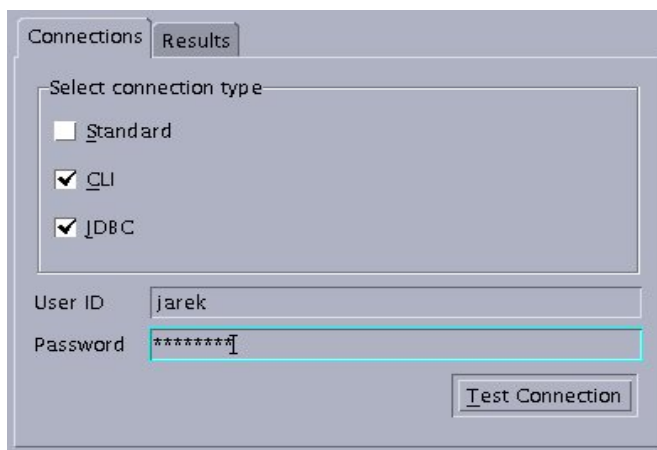 Connections Results
Select connection type
Standard
CLI
JDBC
User ID jarek
Password ********
Test Connection